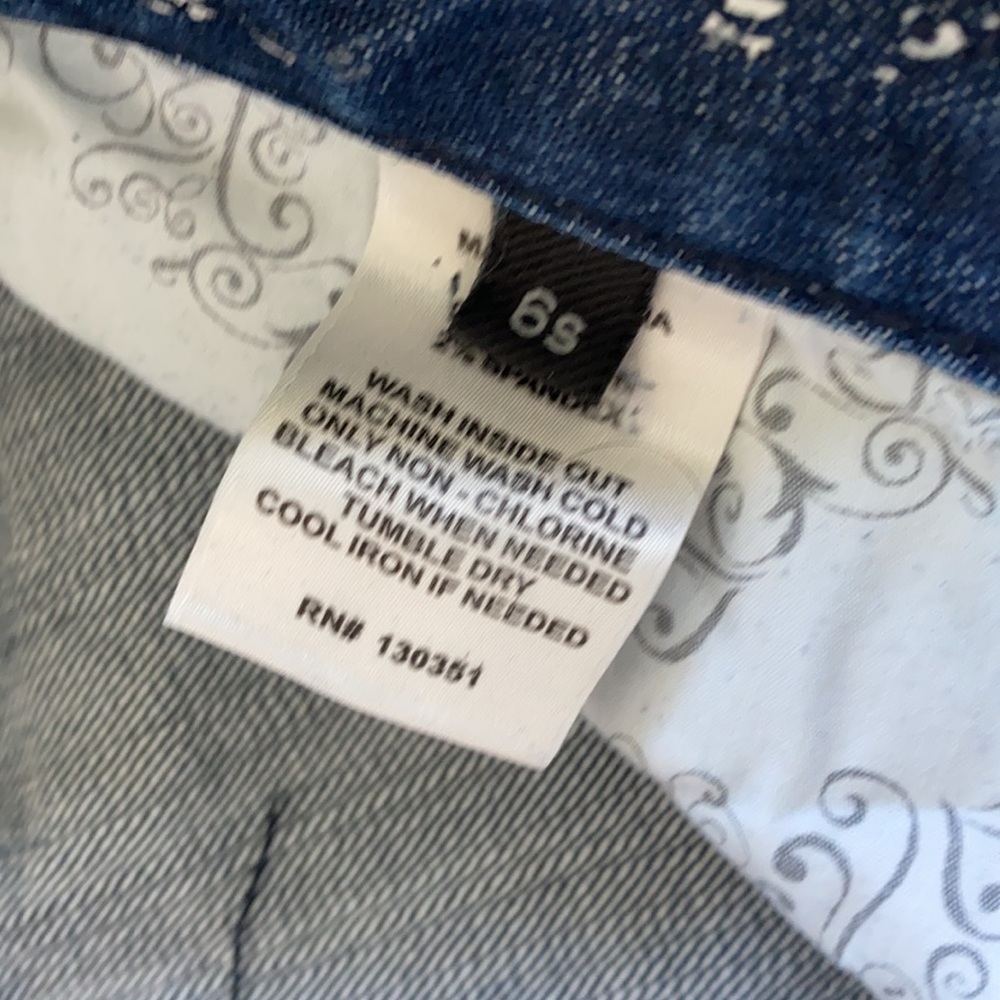 6S
SPANDEX
WASH INSIDE OUT
MACHINE WASH COLD
ONLY NON - CHLORINE
BLEACH WHEN NEEDED
TUMBLE DRY
COOL IRON IF NEEDED
RN# 130351